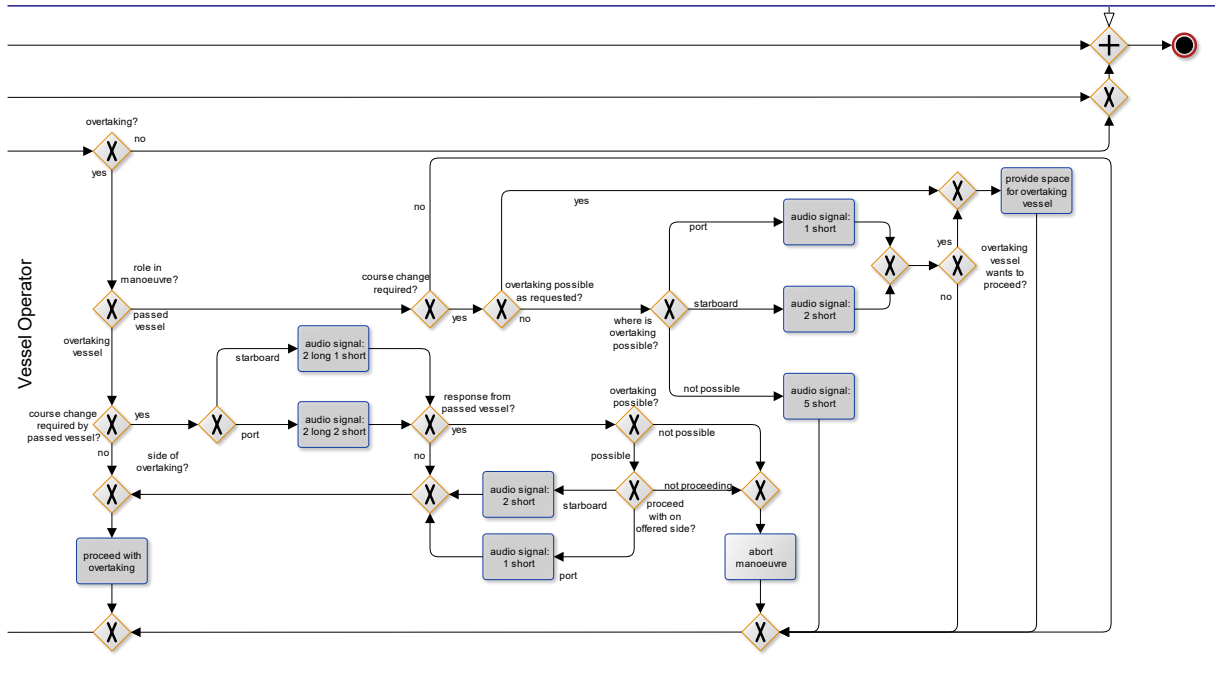 overtaking?
no
yes
Vessel Operator
role in
manoeuvre?
passed
vessel
overtaking
vessel
no
course change
required?
yes
yes
overtaking possible
as requested?
no
port
audio signal:
1 short
starboard
audio signal:
2 short
where is
overtaking
possible?
not possible
audio signal:
5 short
yes
no
overtaking
vessel
wants to
proceed?
provide space
for overtaking
vessel
course change
required by
passed vessel?
yes
no
side of
overtaking?
starboard
audio signal:
2 long 1 short
port
audio signal:
2 long 2 short
response from
passed vessel?
yes
no
overtaking
possible?
not possible
possible
not proceeding
proceed
with on
offered side?
starboard
audio signal:
2 short
port
audio signal:
1 short
proceed with
overtaking
abort
manoeuvre